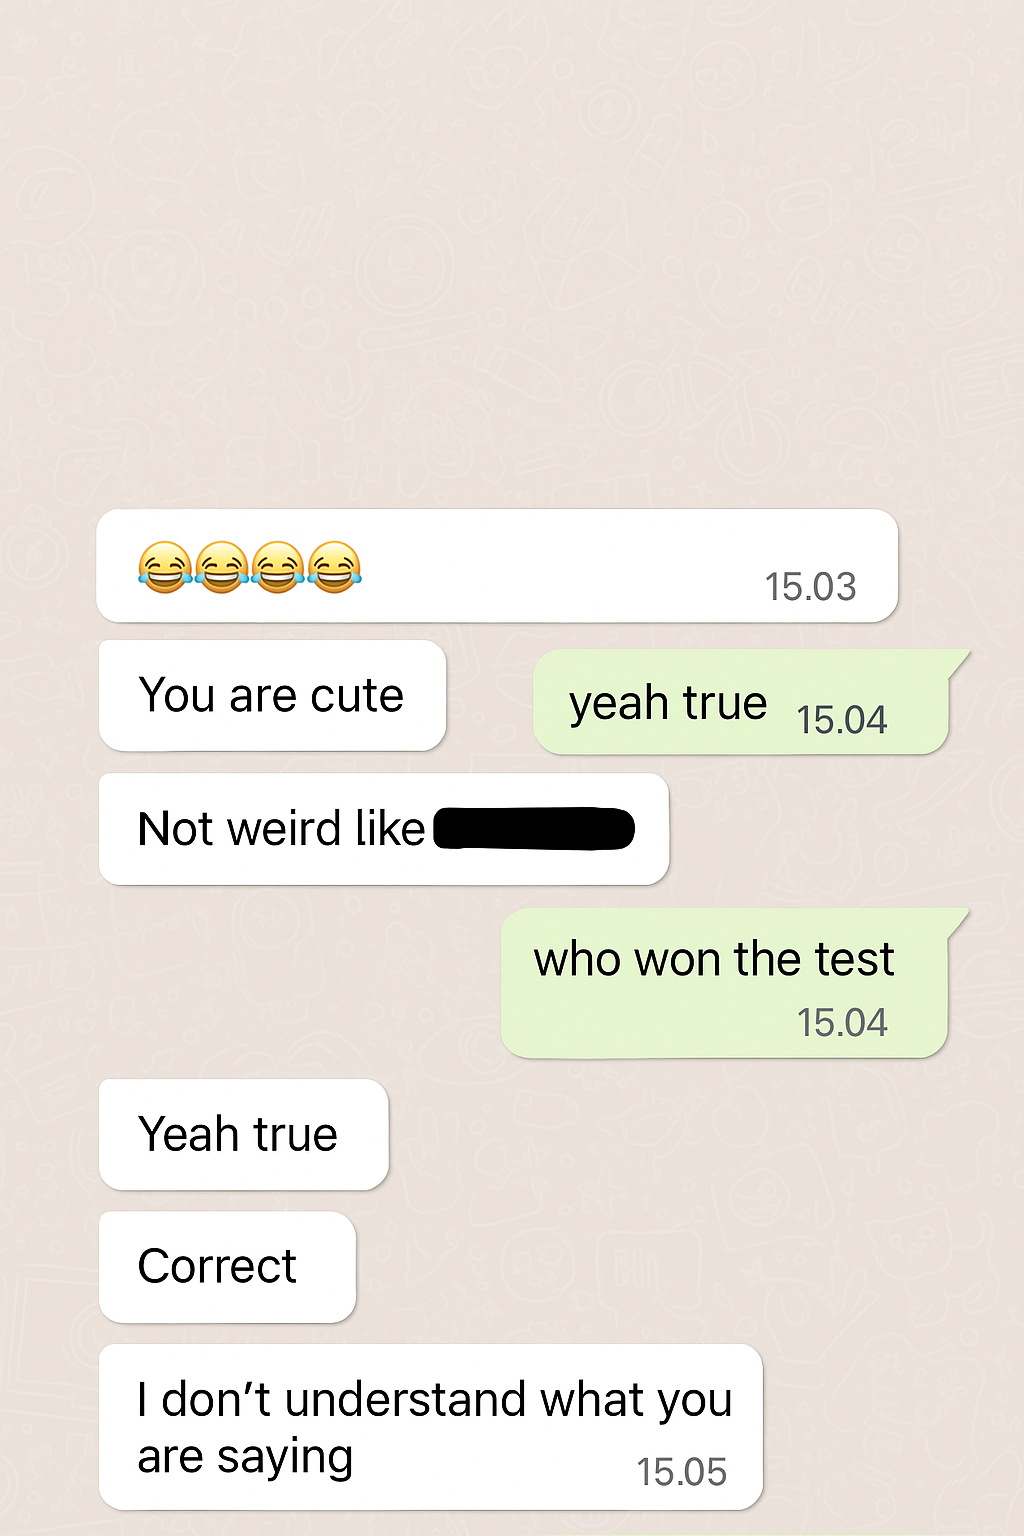 😂😂😂😂
15.03
You are cute
yeah true 15.04
Not weird like
who won the test
15.04
Yeah true
Correct
I don’t understand what you
are saying 15.05